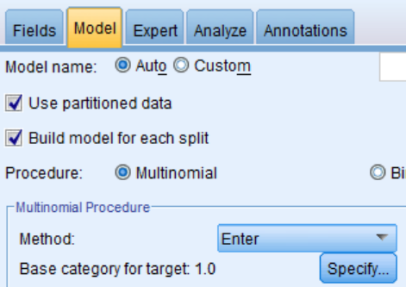 Fields Model Expert Analyze Annotations
Model name: Auto Custom
Use partitioned data
Build model for each split
Procedure: Multinomial Bi
Multinomial Procedure
Method: Enter
Base category for target: 1.0 Specify...